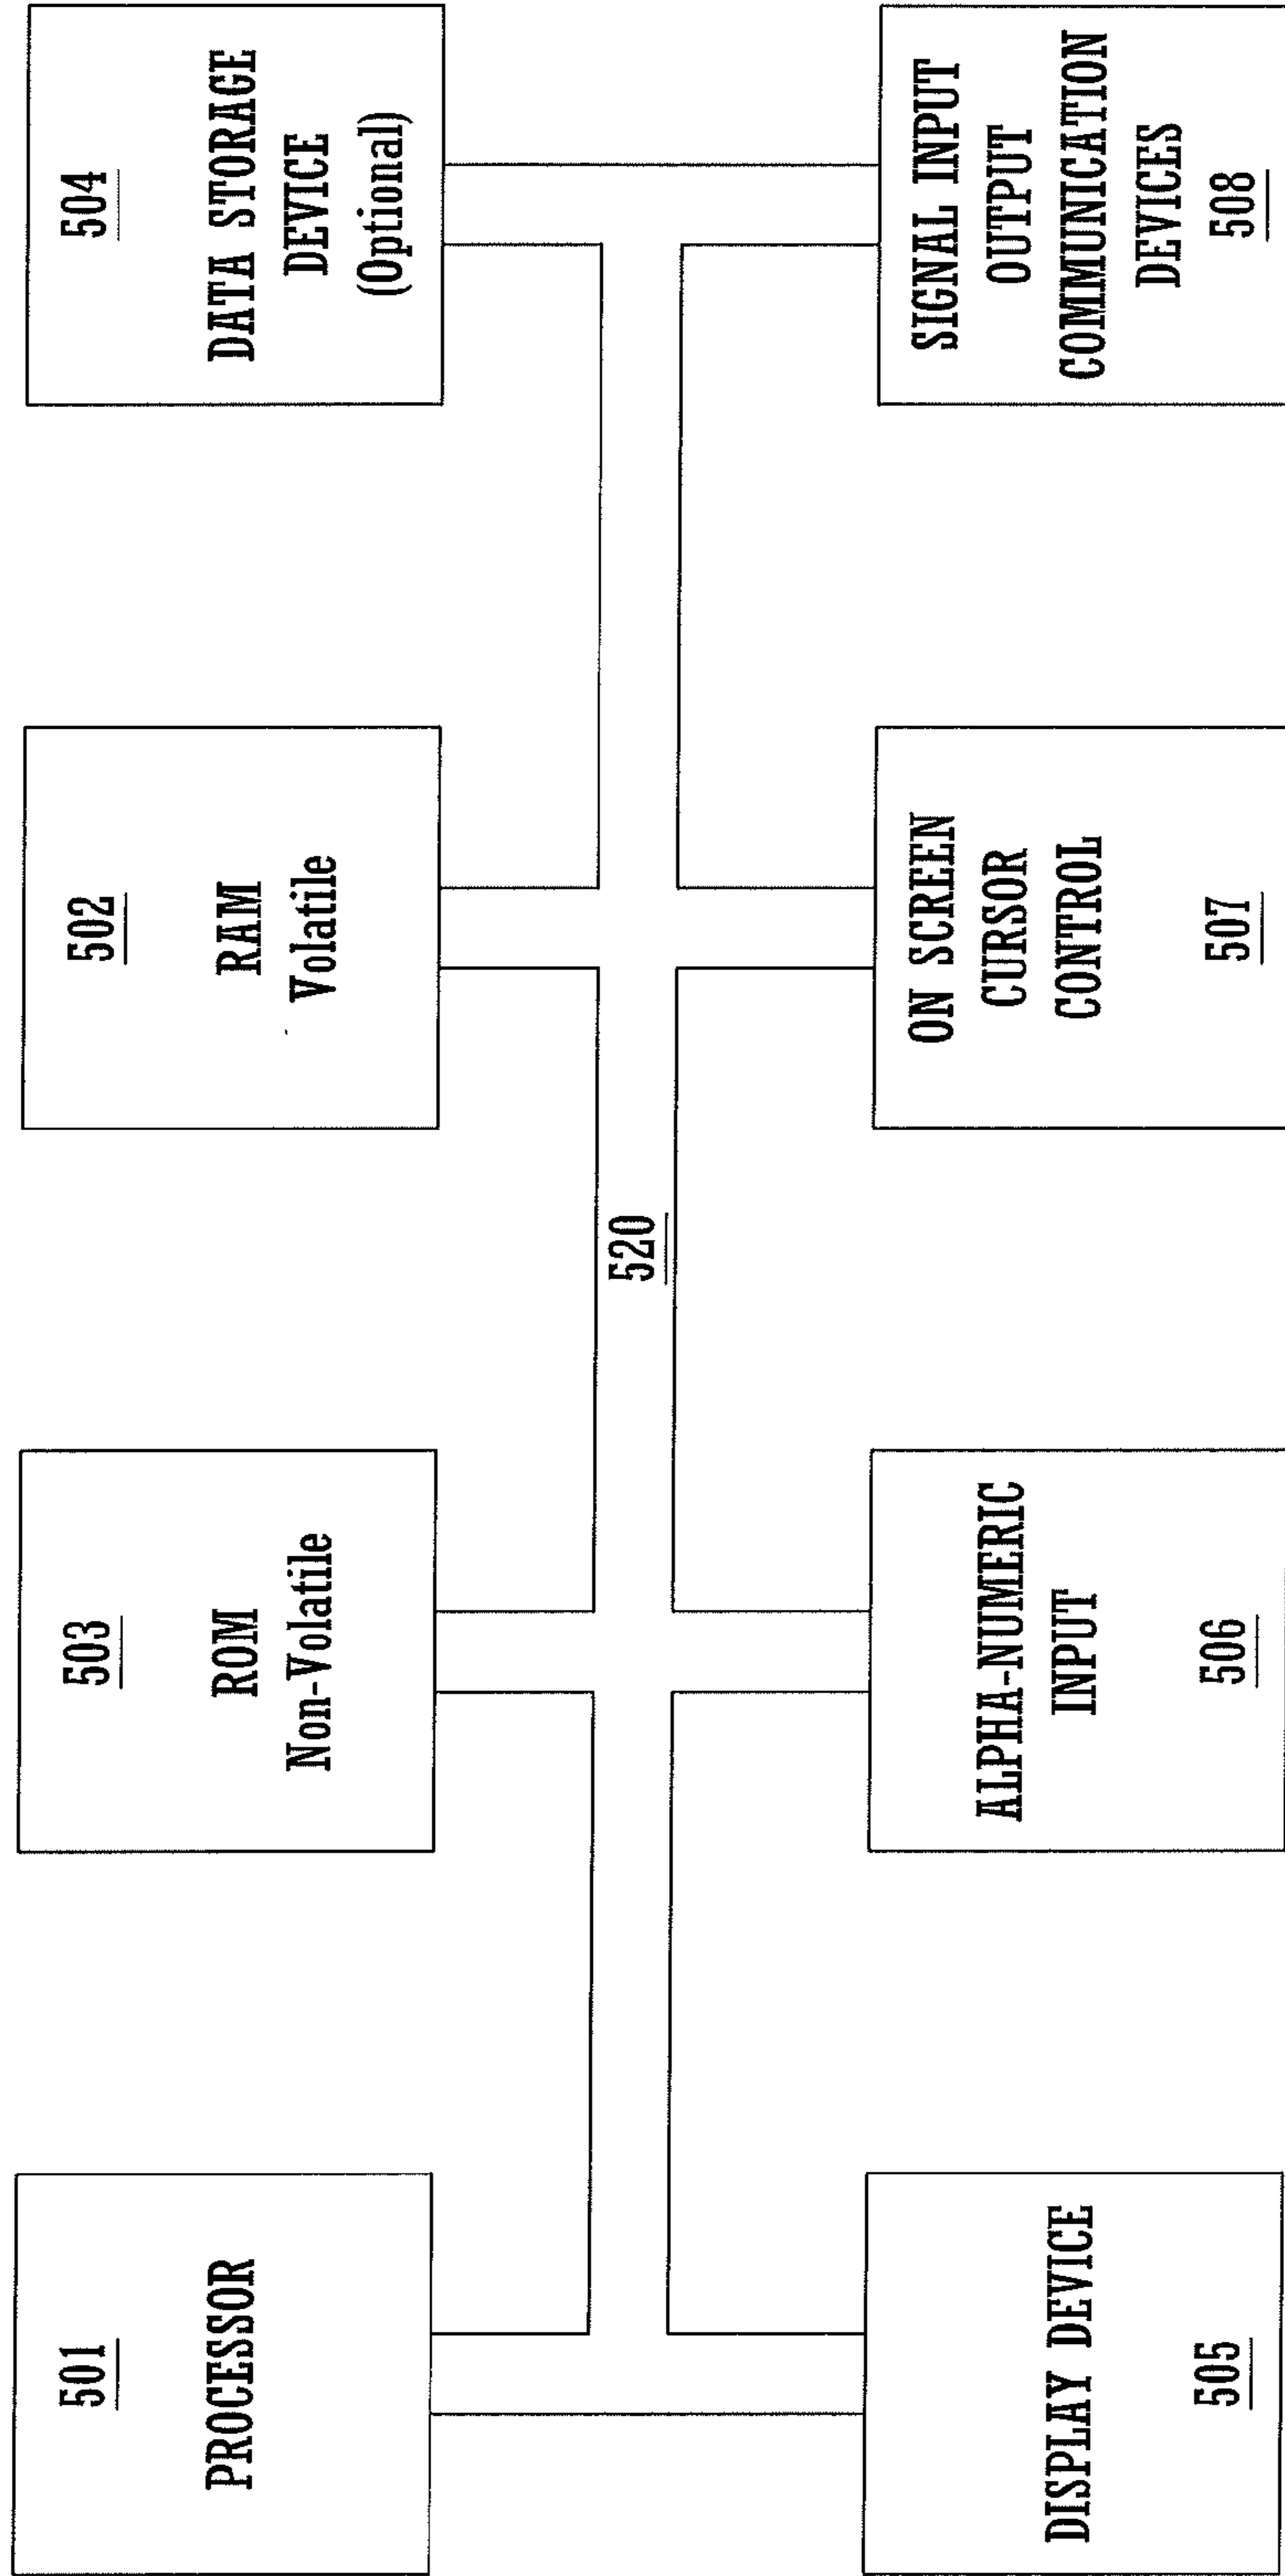 501
PROCESSOR
503
ROM
Non-Volatile
502
RAM
Volatile
504
DATA STORAGE
DEVICE
(Optional)
520
DISPLAY DEVICE
505
ALPHA-NUMERIC
INPUT
506
ON SCREEN
CURSOR
CONTROL
507
SIGNAL INPUT
OUTPUT
COMMUNICATION
DEVICES
508